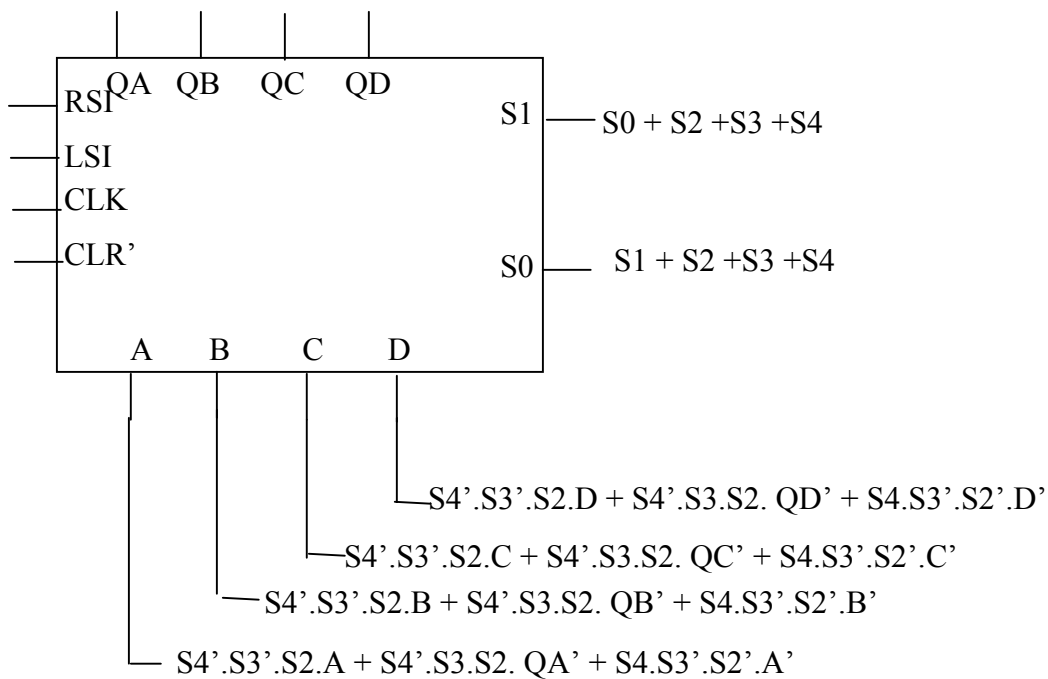 QA QB QC QD
RSI
S1 S0 + S2 +S3 +S4
LSI
CLK
CLR’
S0 S1 + S2 +S3 +S4
A B C D
S4’.S3’.S2.D + S4’.S3.S2. QD’ + S4.S3’.S2’.D’
S4’.S3’.S2.C + S4’.S3.S2. QC’ + S4.S3’.S2’.C’
S4’.S3’.S2.B + S4’.S3.S2. QB’ + S4.S3’.S2’.B’
S4’.S3’.S2.A + S4’.S3.S2. QA’ + S4.S3’.S2’.A’